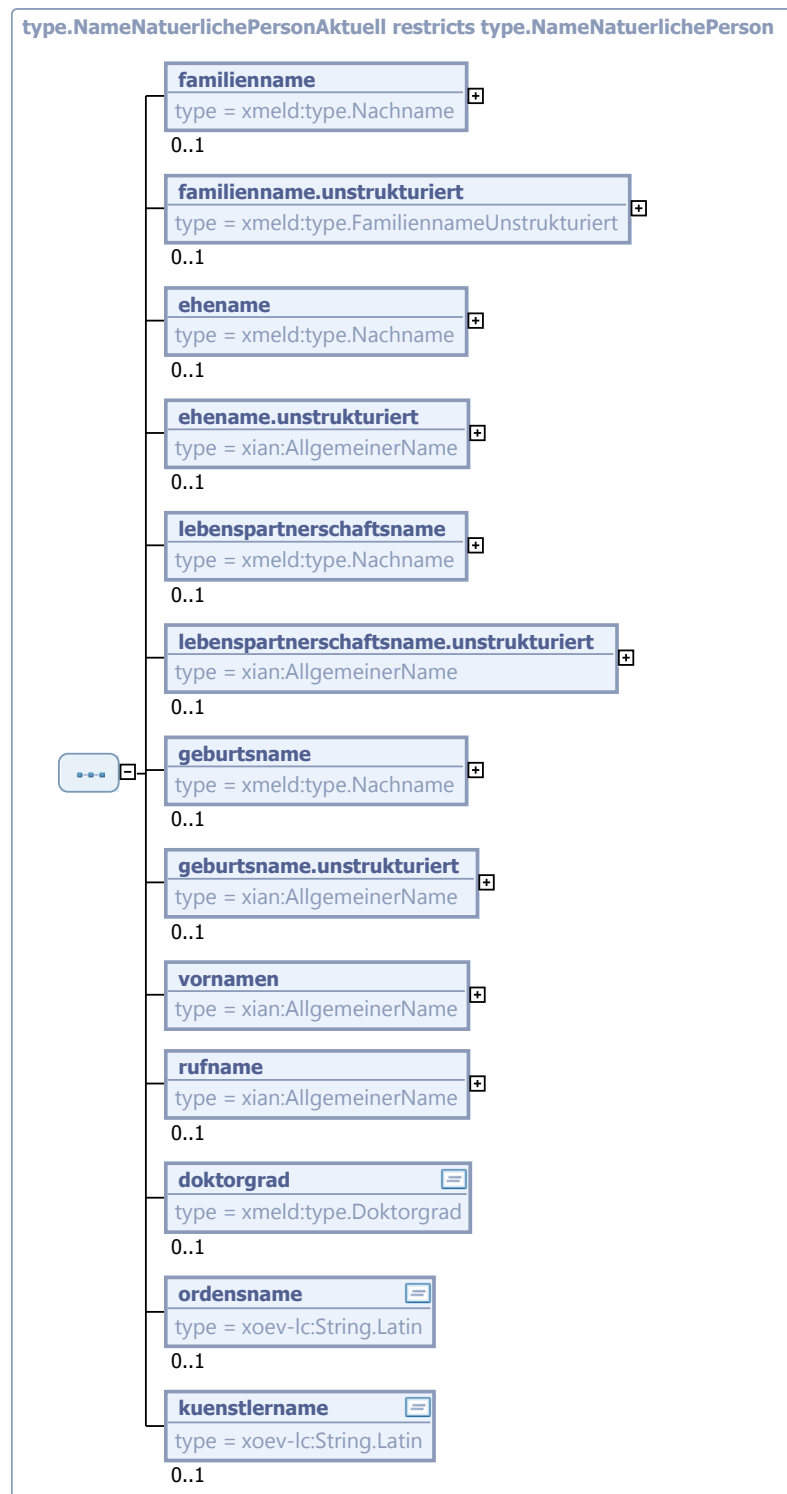 type.NameNatuerlichePersonAktuell restricts type.NameNatuerlichePerson
familienname
type = xmeld:type.Nachname
0..1
familienname.unstrukturiert
type = xmeld:type.FamiliennameUnstrukturiert
0..1
ehename
type = xmeld:type.Nachname
0..1
ehename.unstrukturiert
type = xian:AllgemeinerName
0..1
lebenspartnerschaftsname
type = xmeld:type.Nachname
0..1
lebenspartnerschaftsname.unstrukturiert
type = xian:AllgemeinerName
0..1
geburtsname
type = xmeld:type.Nachname
0..1
geburtsname.unstrukturiert
type = xian:AllgemeinerName
0..1
vornamen
type = xian:AllgemeinerName
rufname
type = xian:AllgemeinerName
0..1
doktorgrad
type = xmeld:type.Doktorgrad
0..1
ordensname
type = xoev-lc:String.Latin
0..1
kuenstlername
type = xoev-lc:String.Latin
0..1